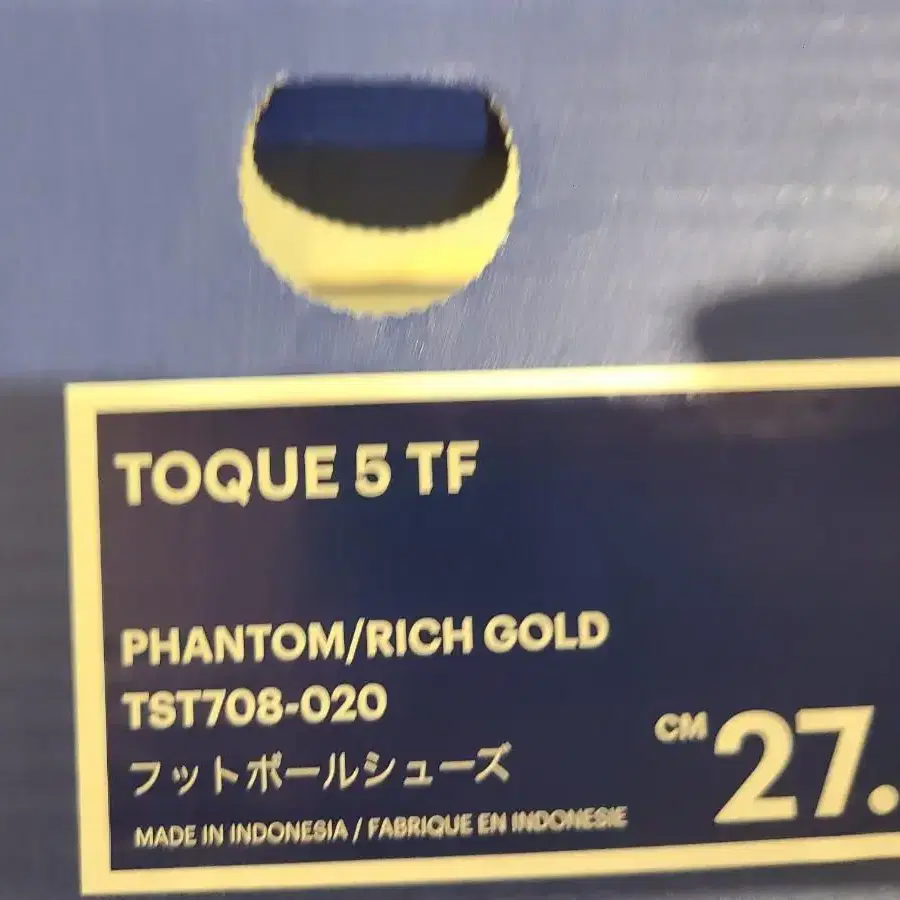 TOQUE 5 TF
PHANTOM/RICH GOLD
TST708-020
フットボールシューズ
CM 27.
MADE IN INDONESIA / FABRIQUE EN INDONESIE